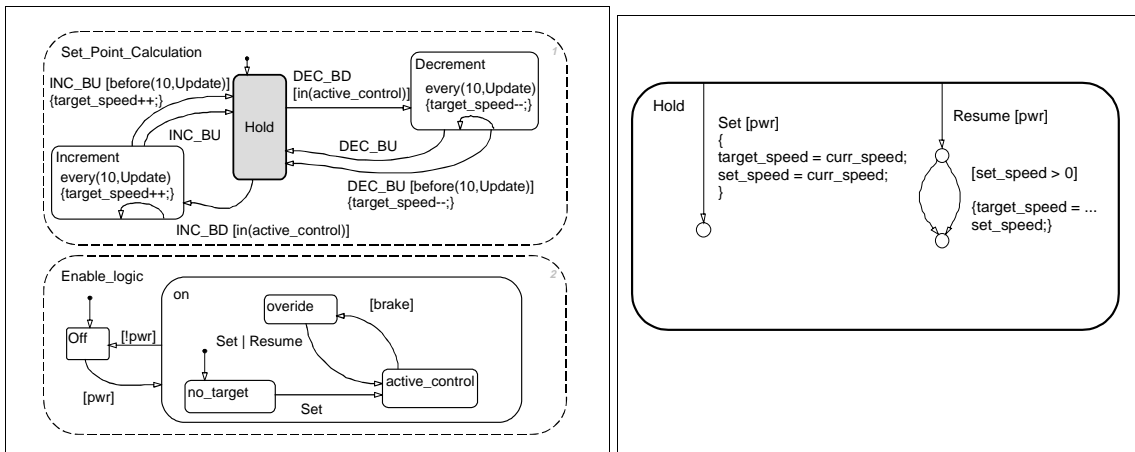 Set_Point_Calculation
1
INC_BU [before(10,Update)]
{target_speed++;}
INC_BU
Hold
DEC_BD
[in(active_control)]
Decrement
every(10,Update)
{target_speed--;}
DEC_BU
DEC_BU [before(10,Update)]
{target_speed--;}
Increment
every(10,Update)
{target_speed++;}
INC_BD [in(active_control)]
Enable_logic
2
on
Off
[!pwr]
[pwr]
overide
[brake]
Set | Resume
no_target
active_control
Set
Hold
Set [pwr]
{
target_speed = curr_speed;
set_speed = curr_speed;
}
Resume [pwr]
[set_speed > 0]
{target_speed = ...
set_speed;}